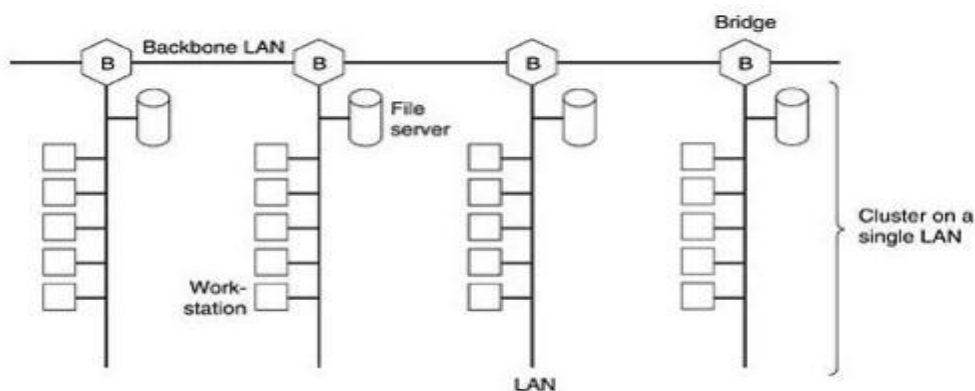 Bridge
Backbone LAN
B
B
B
B
File
server
Cluster on a
single LAN
Work-
station
LAN